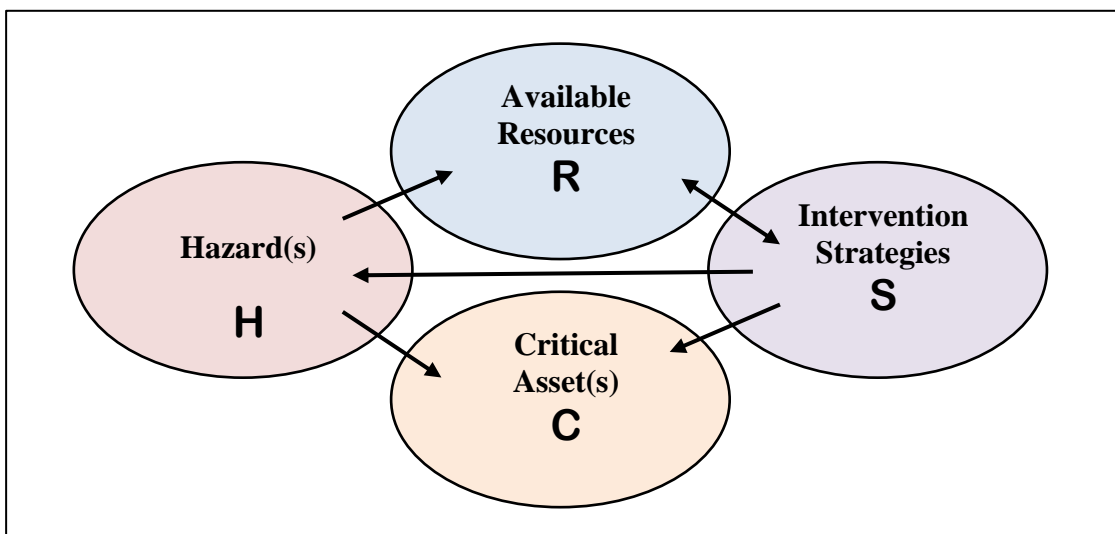 Available
Resources
R
Hazard(s)
H
Intervention
Strategies
S
Critical
Asset(s)
C